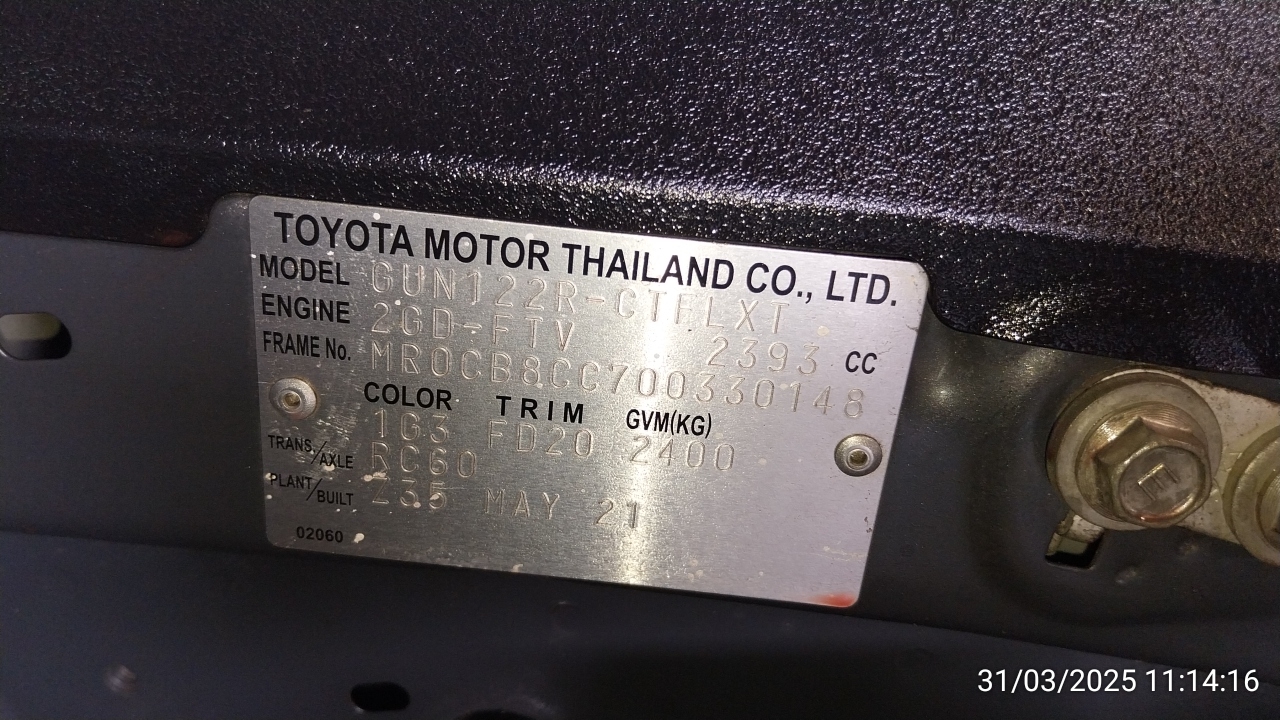 TOYOTA MOTOR THAILAND CO., LTD.
MODEL GUN122R-CTFLXT
ENGINE 2GD-FTV 2393 CC
FRAME No. MR0CB8CC700330148
COLOR TRIM GVM(KG)
1G3 FD20 2400
TRANS./AXLE RC60
PLANT/BUILT Z35 MAY 21
02060
E
31/03/2025 11:14:16